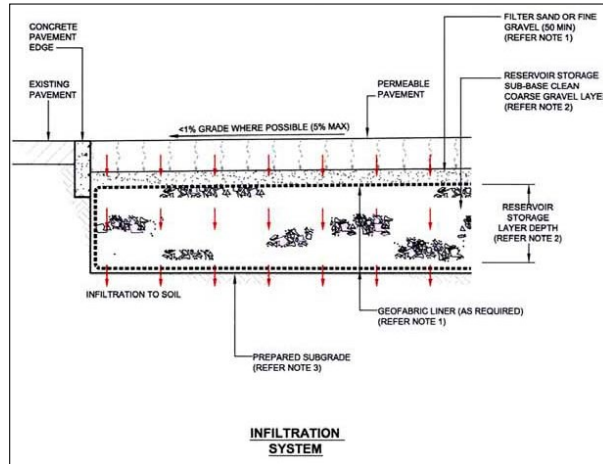 CONCRETE
PAVEMENT
EDGE
EXISTING
PAVEMENT
<1% GRADE WHERE POSSIBLE (5% MAX)
PERMEABLE
PAVEMENT
FILTER SAND OR FINE
GRAVEL (50 MIN)
(REFER NOTE 1)
RESERVOIR STORAGE
SUB-BASE CLEAN
COARSE GRAVEL LAYER
(REFER NOTE 2)
RESERVOIR
STORAGE
LAYER DEPTH
(REFER NOTE 2)
INFILTRATION TO SOIL
GEOFABRIC LINER (AS REQUIRED)
(REFER NOTE 1)
PREPARED SUBGRADE
(REFER NOTE 3)
INFILTRATION
SYSTEM